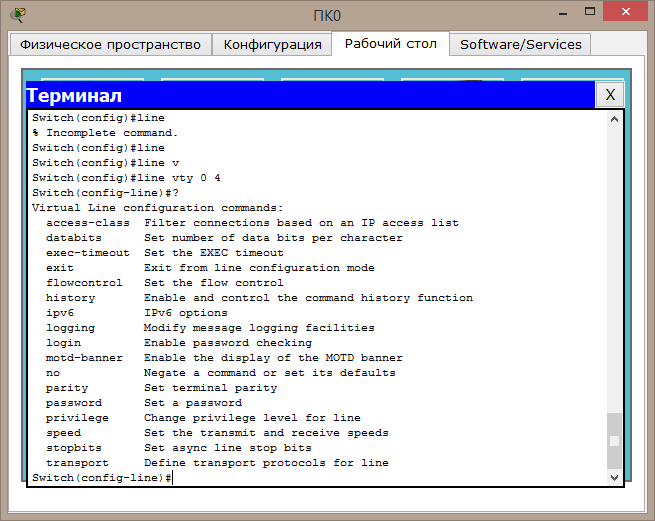 ПК0
Физическое пространство Конфигурация Рабочий стол Software/Services
Терминал X
Switch(config)#line
% Incomplete command.
Switch(config)#line
Switch(config)#line v
Switch(config)#line vty 0 4
Switch(config-line)#?
Virtual Line configuration commands:
  access-class  Filter connections based on an IP access list
  databits      Set number of data bits per character
  exec-timeout  Set the EXEC timeout
  exit          Exit from line configuration mode
  flowcontrol   Set the flow control
  history       Enable and control the command history function
  ipv6          IPv6 options
  logging       Modify message logging facilities
  login         Enable password checking
  motd-banner   Enable the display of the MOTD banner
  no            Negate a command or set its defaults
  parity        Set terminal parity
  password      Set a password
  privilege     Change privilege level for line
  speed         Set the transmit and receive speeds
  stopbits      Set async line stop bits
  transport     Define transport protocols for line
Switch(config-line)#